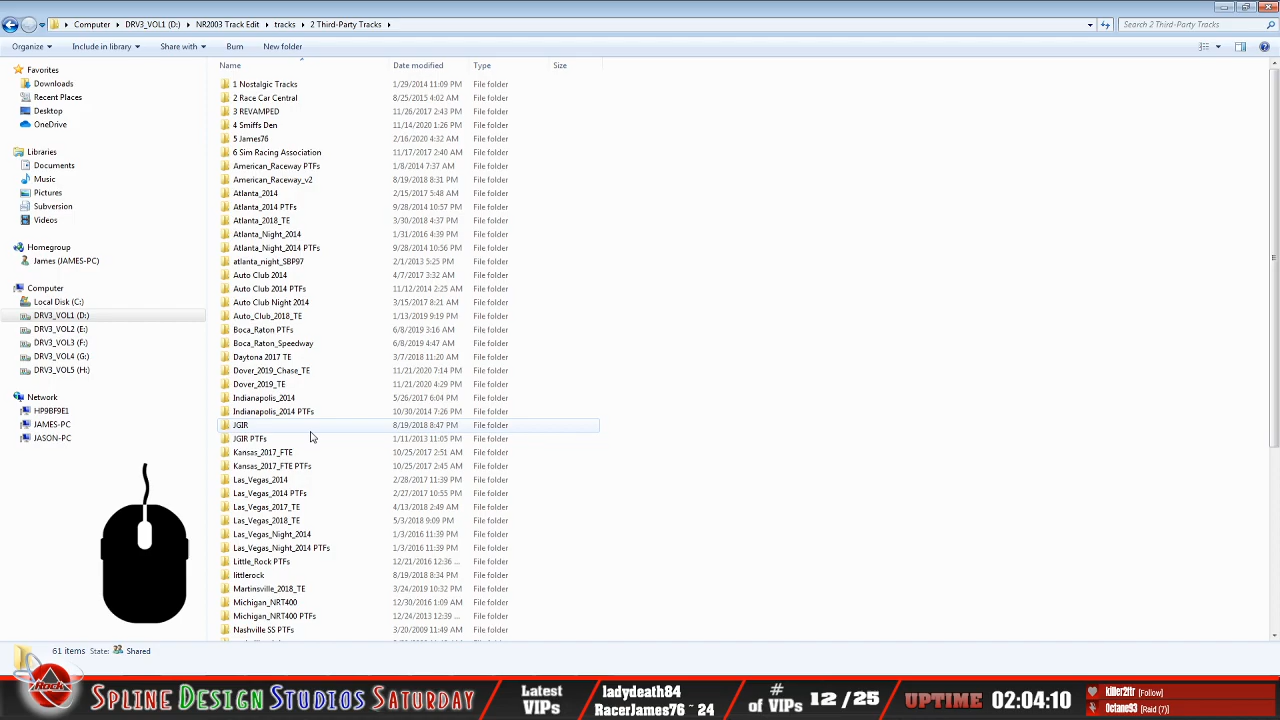 Computer ▸ DRV3_VOL1 (D:) ▸ NR2003 Track Edit ▸ tracks ▸ 2 Third-Party Tracks ▸
Search 2 Third-Party Tracks
Organize Include in library Share with Burn New folder
Name Date modified Type Size
Favorites
Downloads
Recent Places
Desktop
OneDrive
Libraries
Documents
Music
Pictures
Subversion
Videos
Homegroup
James (JAMES-PC)
Computer
Local Disk (C:)
DRV3_VOL1 (D:)
DRV3_VOL2 (E:)
DRV3_VOL3 (F:)
DRV3_VOL4 (G:)
DRV3_VOL5 (H:)
Network
HP9BF9E1
JAMES-PC
JASON-PC
1 Nostalgic Tracks 1/29/2014 11:09 PM File folder
2 Race Car Central 8/25/2015 4:02 AM File folder
3 REVAMPED 11/26/2017 2:43 PM File folder
4 Smiffs Den 11/14/2020 1:26 PM File folder
5 James76 2/16/2020 4:32 AM File folder
6 Sim Racing Association 11/17/2017 2:40 AM File folder
American_Raceway PTFs 1/8/2014 7:37 AM File folder
American_Raceway_v2 8/19/2018 8:31 PM File folder
Atlanta_2014 2/15/2017 5:48 AM File folder
Atlanta_2014 PTFs 9/28/2014 10:57 PM File folder
Atlanta_2018_TE 3/30/2018 4:37 PM File folder
Atlanta_Night_2014 1/31/2016 4:39 PM File folder
Atlanta_Night_2014 PTFs 9/28/2014 10:56 PM File folder
atlanta_night_SBP97 2/1/2013 5:25 PM File folder
Auto Club 2014 4/7/2017 3:32 AM File folder
Auto Club 2014 PTFs 11/12/2014 2:25 AM File folder
Auto Club Night 2014 3/15/2017 8:21 AM File folder
Auto_Club_2018_TE 1/13/2019 9:19 PM File folder
Boca_Raton PTFs 6/8/2019 3:16 AM File folder
Boca_Raton_Speedway 6/8/2019 4:47 AM File folder
Daytona 2017 TE 3/7/2018 11:20 AM File folder
Dover_2019_Chase_TE 11/21/2020 7:14 PM File folder
Dover_2019_TE 11/21/2020 4:29 PM File folder
Indianapolis_2014 5/26/2017 6:04 PM File folder
Indianapolis_2014 PTFs 10/30/2014 7:26 PM File folder
JGIR 8/19/2018 8:47 PM File folder
JGIR PTFs 1/11/2013 11:05 PM File folder
Kansas_2017_FTE 10/25/2017 2:51 AM File folder
Kansas_2017_FTE PTFs 10/25/2017 2:45 AM File folder
Las_Vegas_2014 2/28/2017 11:39 PM File folder
Las_Vegas_2014 PTFs 2/27/2017 10:55 PM File folder
Las_Vegas_2017_TE 4/13/2018 2:49 AM File folder
Las_Vegas_2018_TE 5/3/2018 9:09 PM File folder
Las_Vegas_Night_2014 1/3/2016 11:39 PM File folder
Las_Vegas_Night_2014 PTFs 1/3/2016 11:39 PM File folder
Little_Rock PTFs 12/21/2016 12:36 ... File folder
littlerock 8/19/2018 8:34 PM File folder
Martinsville_2018_TE 3/24/2019 10:32 PM File folder
Michigan_NRT400 12/30/2016 1:09 AM File folder
Michigan_NRT400 PTFs 12/24/2013 12:39 ... File folder
Nashville SS PTFs 3/20/2009 11:49 AM File folder
61 items State: Shared
Rock
SPLINE DESIGN STUDIOS SATURDAY
Latest VIPs
ladydeath84
RacerJames76 ~ 24
# of VIPs 12 / 25
UPTIME 02:04:10
killer2ltr [Follow]
Octane93 [Raid (7)]